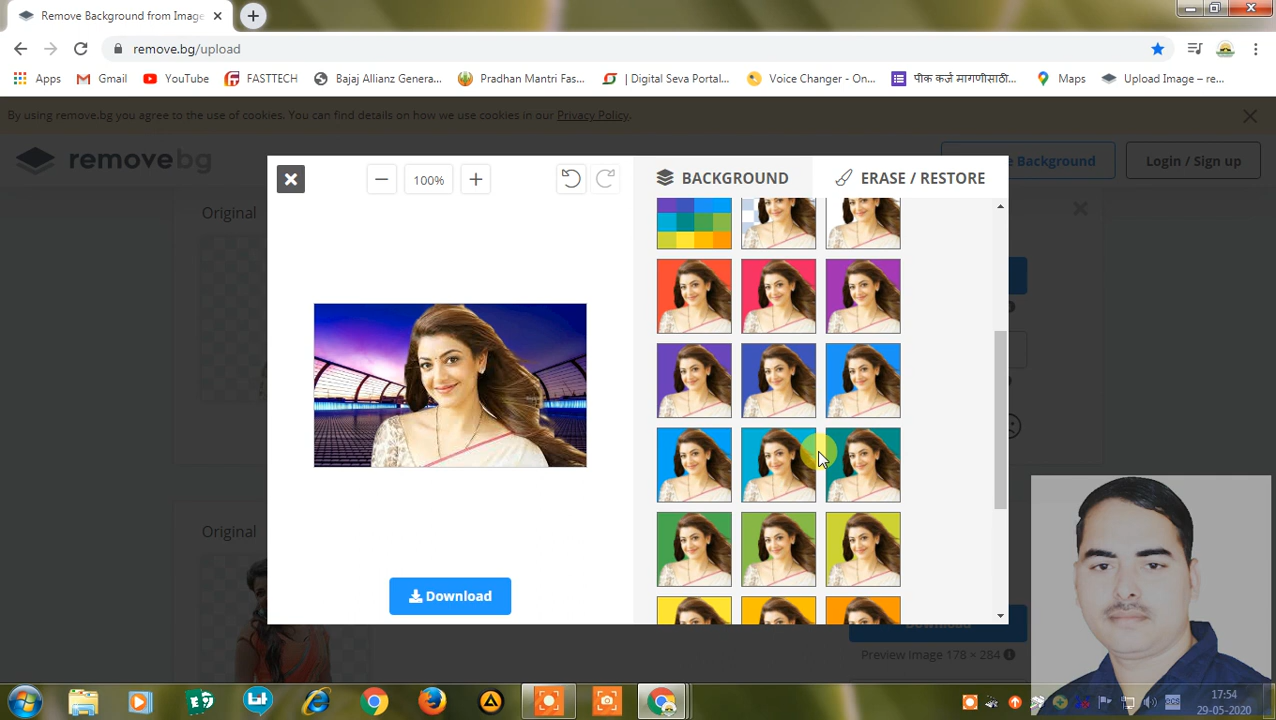 Remove Background from Image
remove.bg/upload
Apps
Gmail
YouTube
FASTTECH
Bajaj Allianz Genera...
Pradhan Mantri Fas...
| Digital Seva Portal...
Voice Changer - On...
पीक कर्ज मागणीसाठी...
Maps
Upload Image – re...
By using remove.bg you agree to the use of cookies. You can find details on how we use cookies in our Privacy Policy.
removebg
Background
Login / Sign up
Original
100%
BACKGROUND
ERASE / RESTORE
Original
Download
Download
Preview Image 178 × 284
17:54
29-05-2020